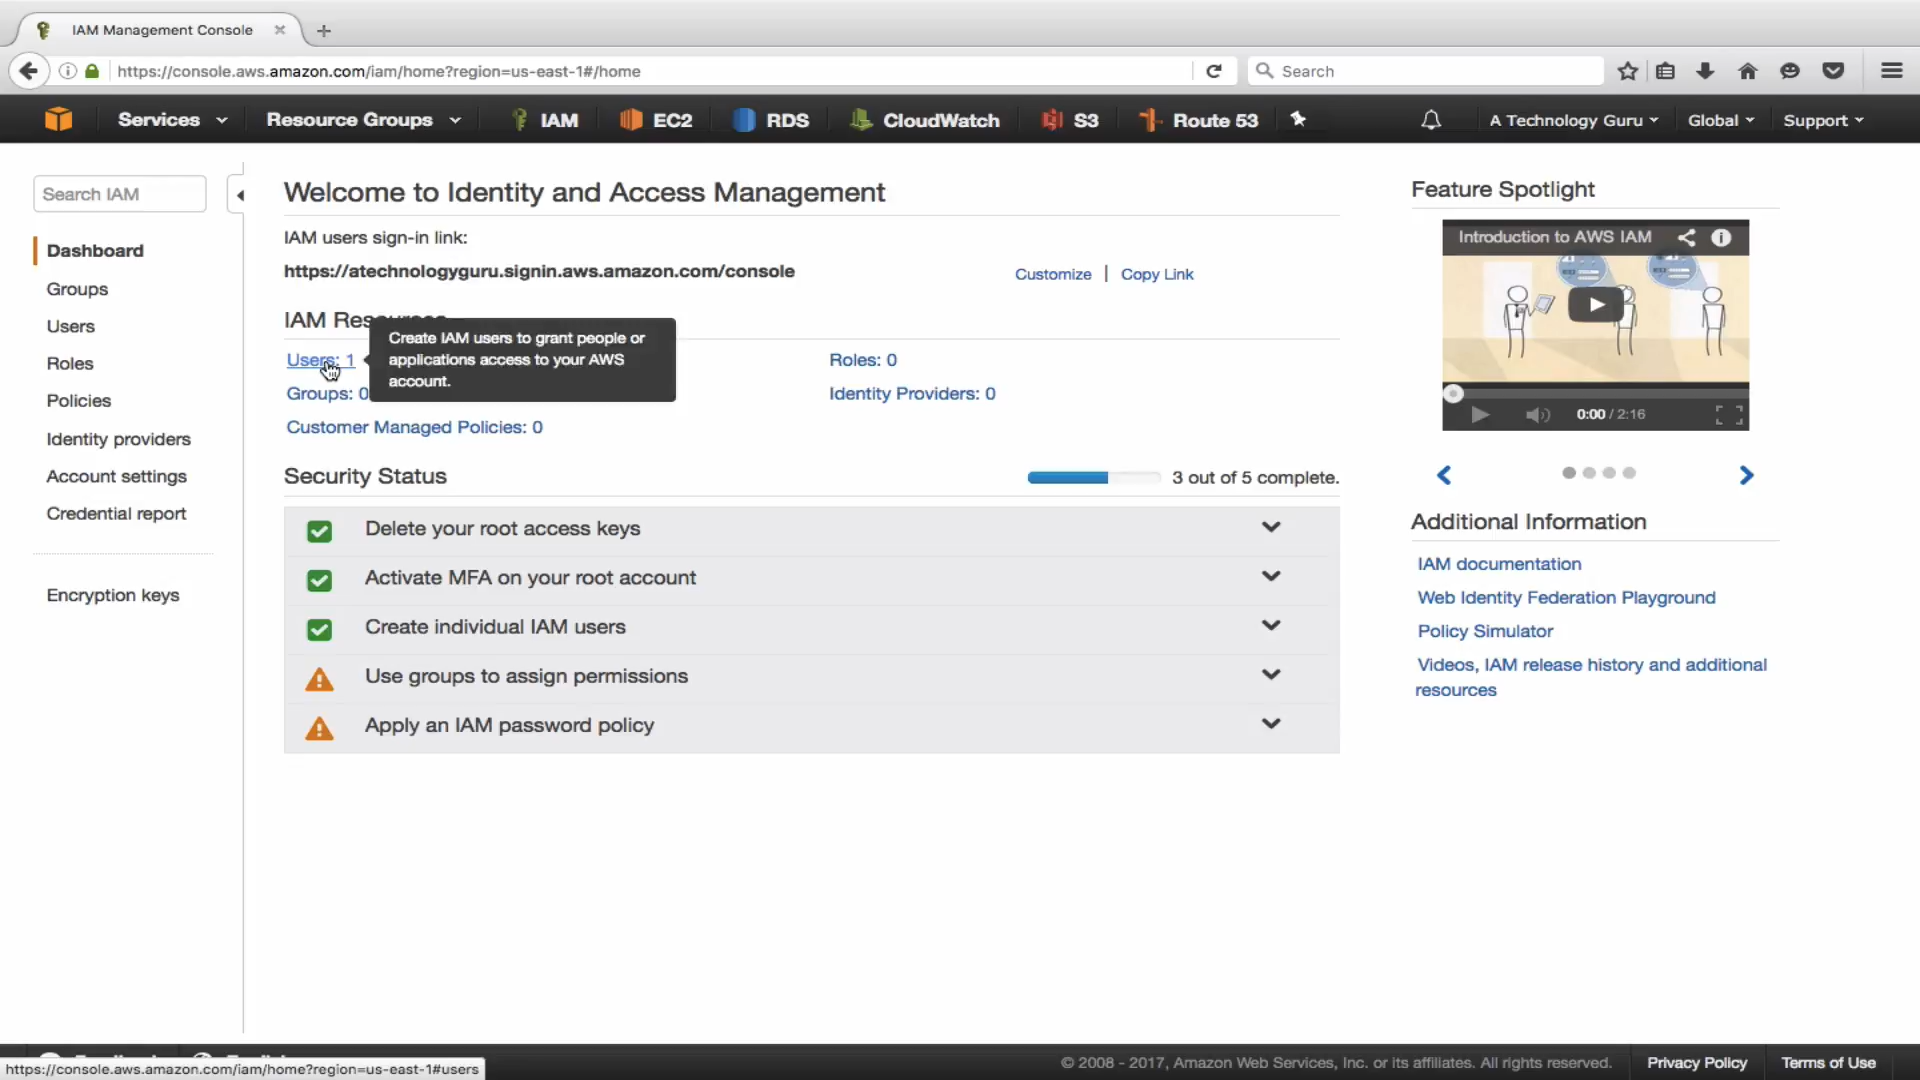 IAM Management Console
https://console.aws.amazon.com/iam/home?region=us-east-1#/home
Search
Services
Resource Groups
IAM
EC2
RDS
CloudWatch
S3
Route 53
A Technology Guru
Global
Support
Search IAM
Dashboard
Groups
Users
Roles
Policies
Identity providers
Account settings
Credential report
Encryption keys
Welcome to Identity and Access Management
IAM users sign-in link:
https://atechnologyguru.signin.aws.amazon.com/console
Customize | Copy Link
IAM Resources
Create IAM users to grant people or
applications access to your AWS
account.
Users: 1
Roles: 0
Groups: 0
Identity Providers: 0
Customer Managed Policies: 0
Security Status
3 out of 5 complete.
Delete your root access keys
Activate MFA on your root account
Create individual IAM users
Use groups to assign permissions
Apply an IAM password policy
Feature Spotlight
Introduction to AWS IAM
0:00 / 2:16
Additional Information
IAM documentation
Web Identity Federation Playground
Policy Simulator
Videos, IAM release history and additional
resources
© 2008 - 2017, Amazon Web Services, Inc. or its affiliates. All rights reserved.
Privacy Policy
Terms of Use
https://console.aws.amazon.com/iam/home?region=us-east-1#users